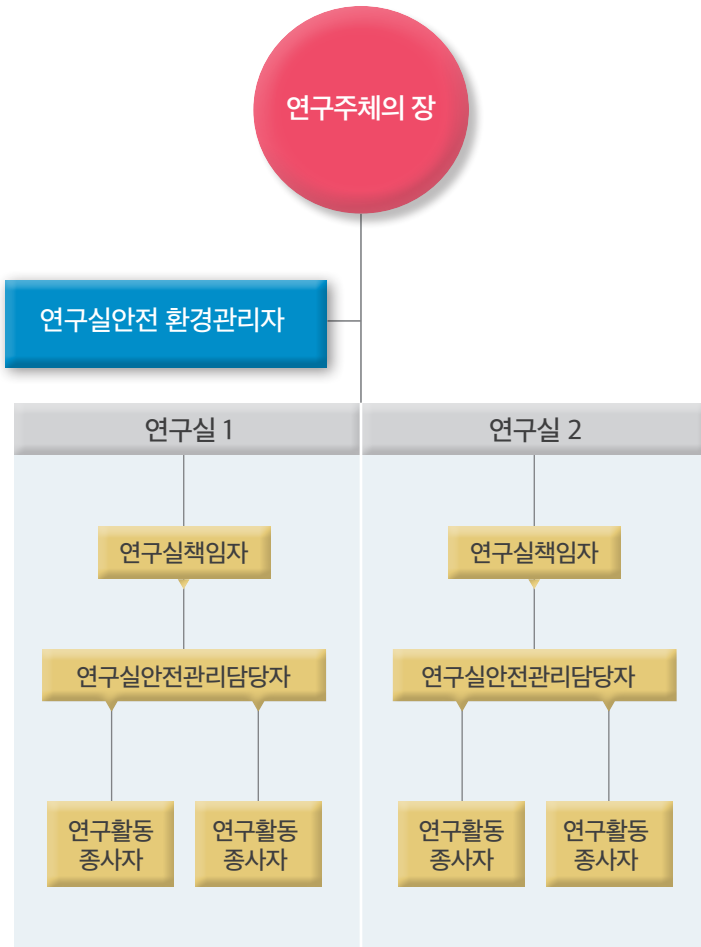 연구주체의 장
연구실안전 환경관리자
연구실 1
연구실 2
연구실책임자
연구실책임자
연구실안전관리담당자
연구실안전관리담당자
연구활동
종사자
연구활동
종사자
연구활동
종사자
연구활동
종사자